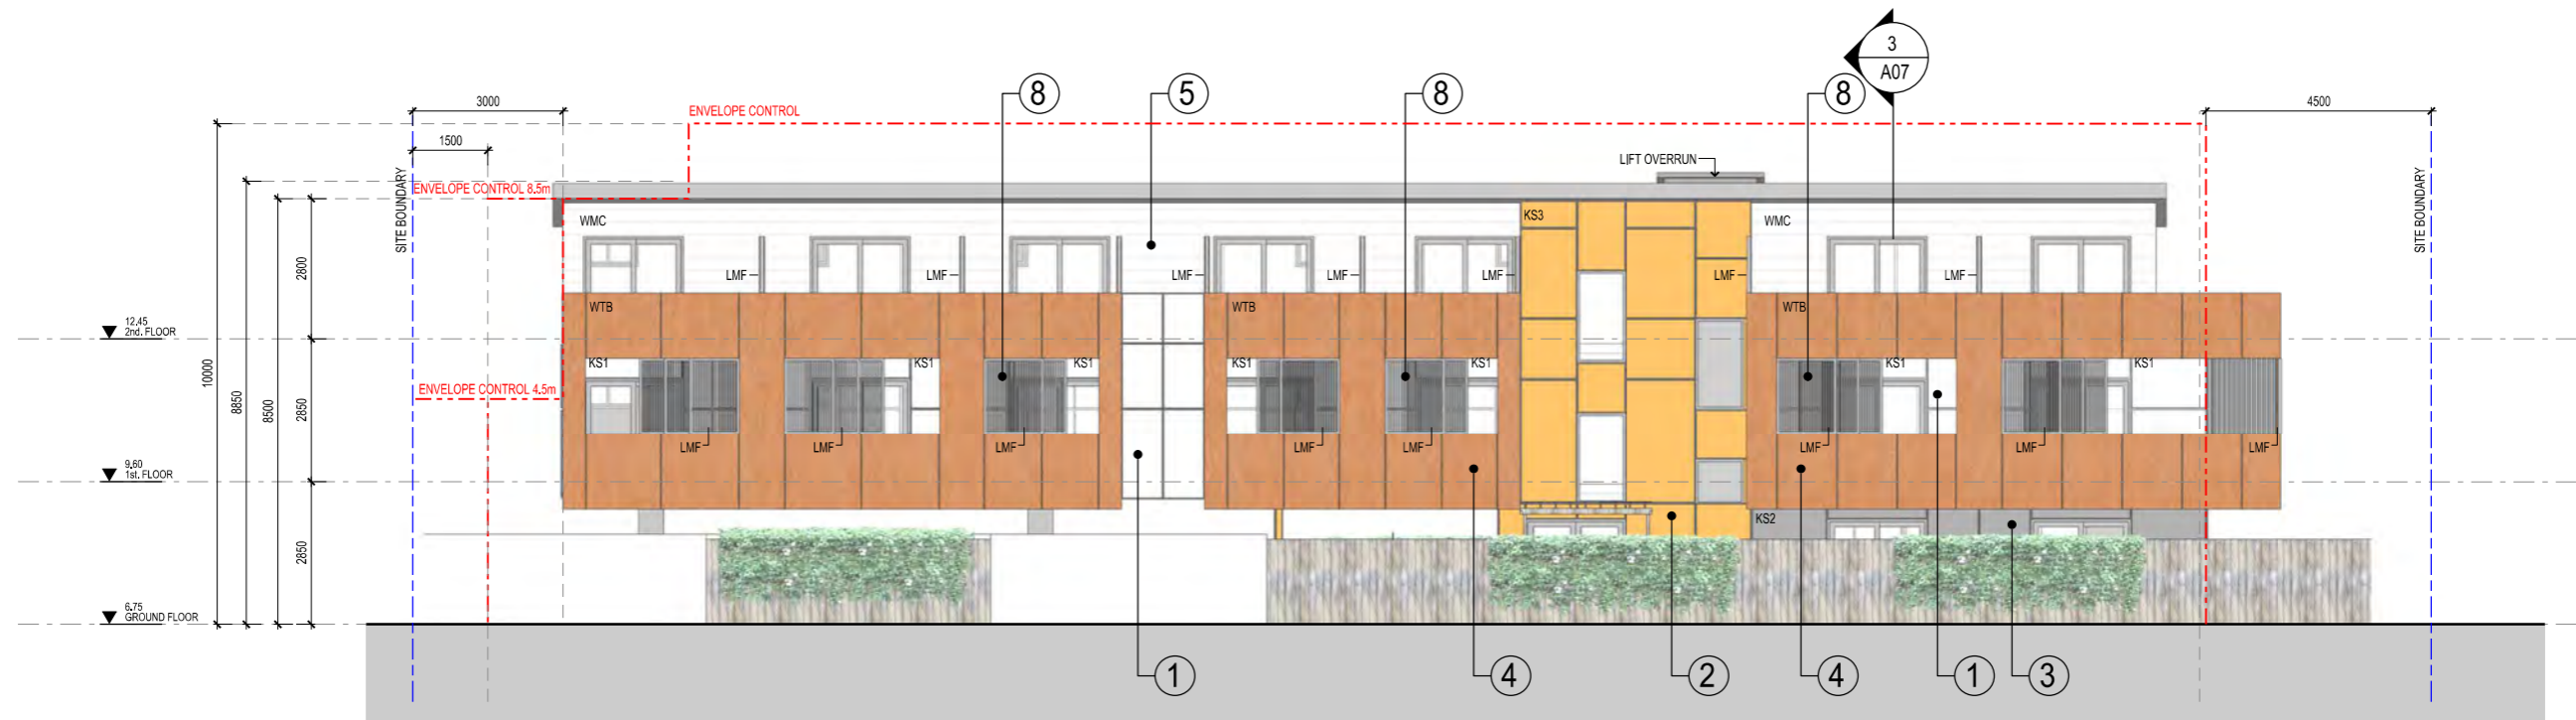 3
A07
8
5
8
8
3000
4500
ENVELOPE CONTROL
1500
LIFT OVERRUN
SITE BOUNDARY
ENVELOPE CONTROL 8.5m
SITE BOUNDARY
WMC
KS3
WMC
10000
8850
8500
2800
LMF
LMF
LMF
LMF
LMF
LMF
LMF
WTB
WTB
WTB
12.45
2nd. FLOOR
KS1
KS1
KS1
KS1
KS1
KS1
KS1
ENVELOPE CONTROL 4.5m
2850
LMF
LMF
LMF
LMF
LMF
LMF
LMF
LMF
9.60
1st. FLOOR
KS2
2850
6.75
GROUND FLOOR
1
4
2
4
1
3